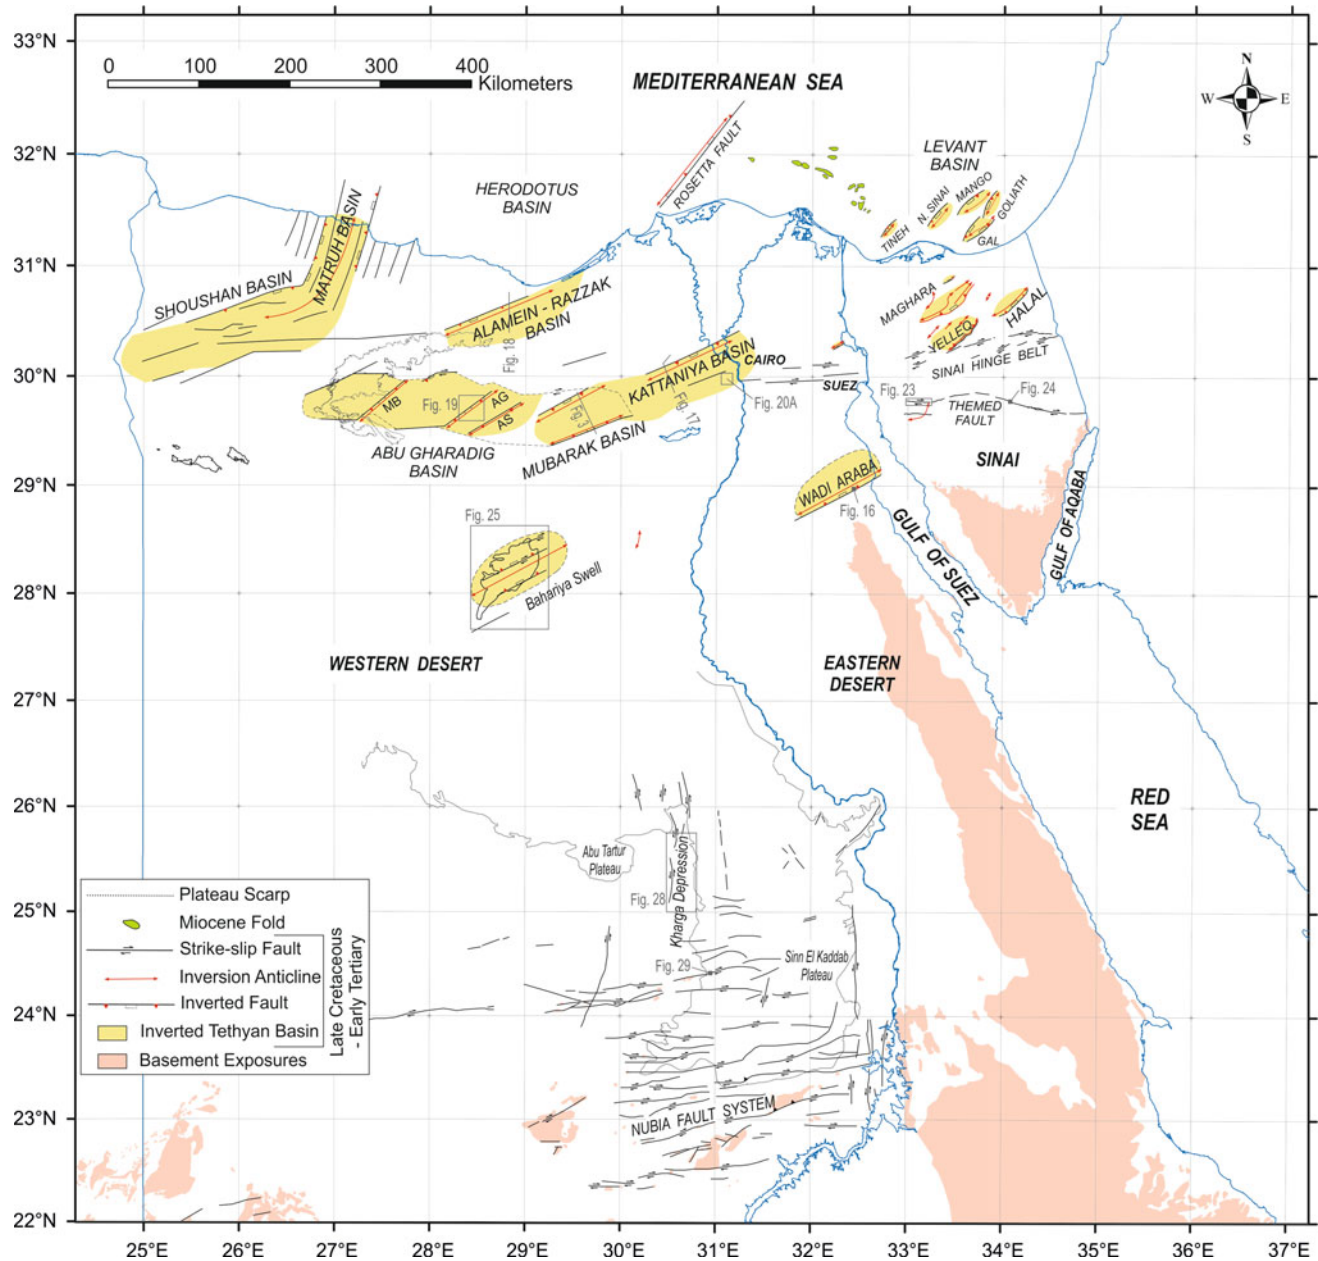 33°N
32°N
31°N
30°N
29°N
28°N
27°N
26°N
25°N
24°N
23°N
22°N
0 100 200 300 400
Kilometers
MEDITERRANEAN SEA
N
W E
S
LEVANT
BASIN
HERODOTUS
BASIN
ROSETTA FAULT
TINEH
N. SINAI
MANGO
GOLIATH
GAL
SHOUSHAN BASIN
MATRUH BASIN
ALAMEIN - RAZZAK
BASIN
Fig. 18
MAGHARA
YELLEQ
HALAL
SINAI HINGE BELT
KATTANIYA BASIN
CAIRO
SUEZ
Fig. 20A
Fig. 17
Fig. 3
MUBARAK BASIN
MB
Fig. 19
AG
AS
ABU GHARADIG
BASIN
Fig. 23
Fig. 24
THEMED
FAULT
SINAI
WADI ARABA
Fig. 16
GULF OF SUEZ
GULF OF AQABA
Fig. 25
Bahariya Swell
WESTERN DESERT
EASTERN
DESERT
RED
SEA
Abu Tartur
Plateau
Kharga Depression
Fig. 28
Fig. 29
Sinn El Kaddab
Plateau
NUBIA FAULT SYSTEM
Plateau Scarp
Miocene Fold
Strike-slip Fault
Inversion Anticline
Inverted Fault
Inverted Tethyan Basin
Basement Exposures
Late Cretaceous
- Early Tertiary
25°E 26°E 27°E 28°E 29°E 30°E 31°E 32°E 33°E 34°E 35°E 36°E 37°E